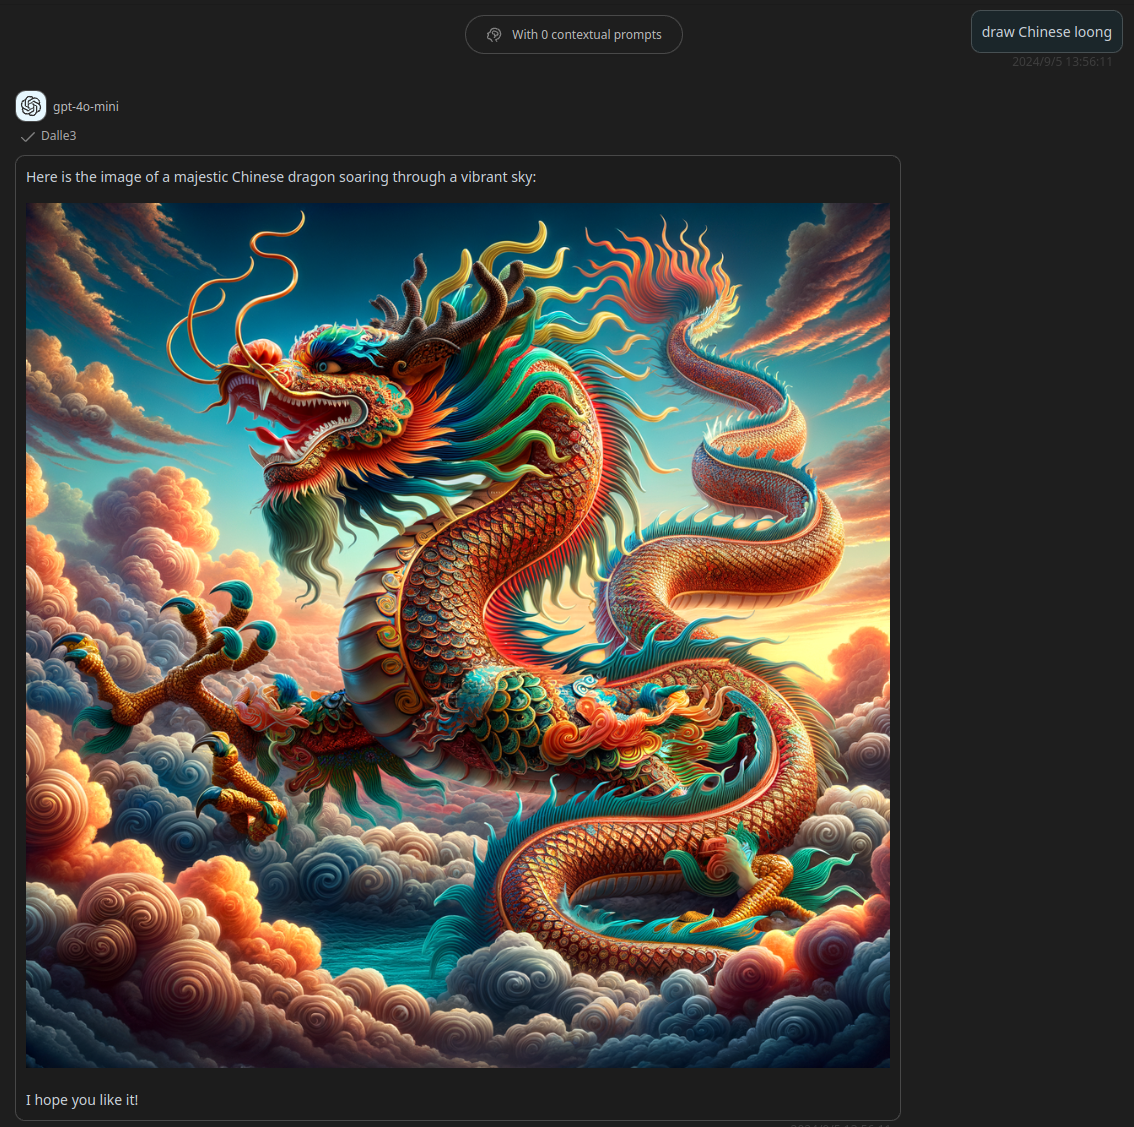 With 0 contextual prompts
draw Chinese loong
2024/9/5 13:56:11
gpt-4o-mini
Dalle3
Here is the image of a majestic Chinese dragon soaring through a vibrant sky:
I hope you like it!